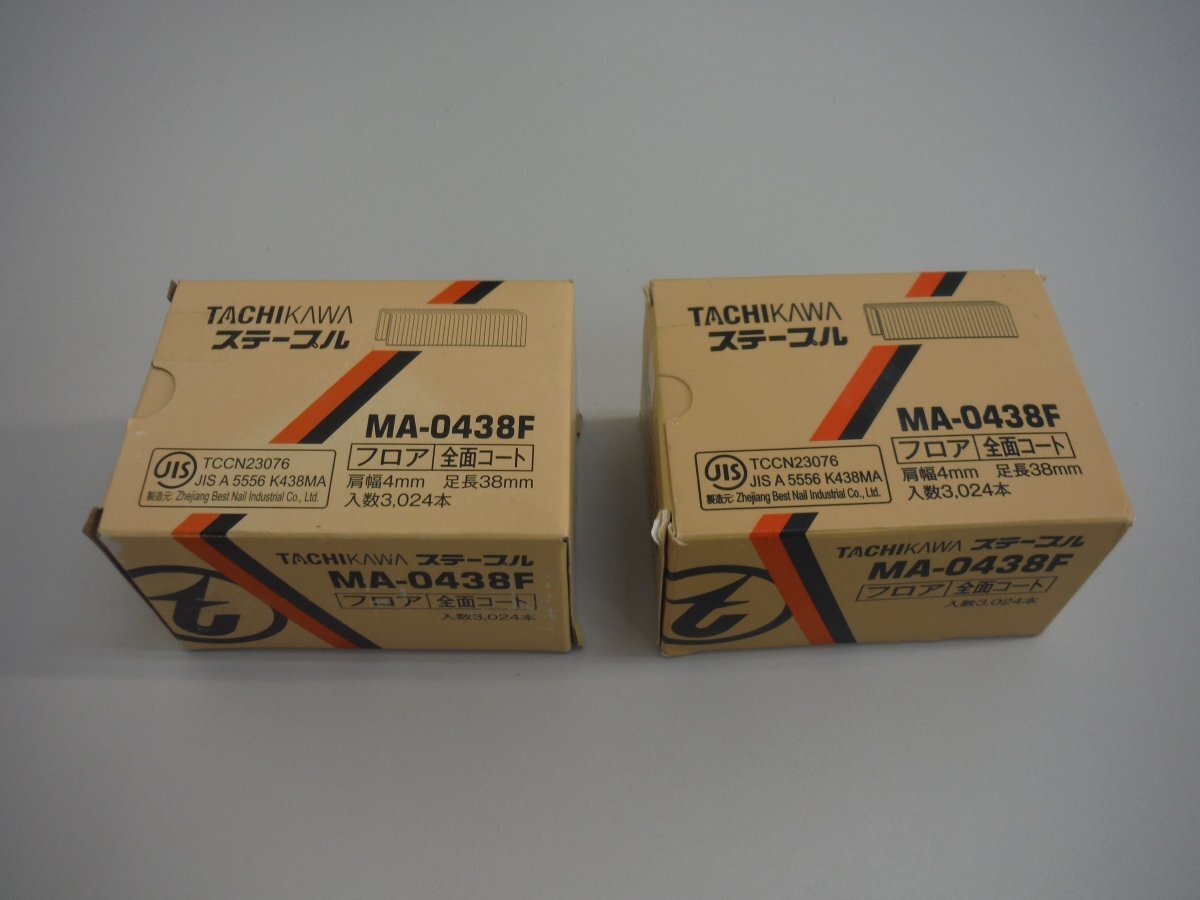 TACHIKAWA
ステープル
MA-0438F
フロア 全面コート
肩幅4mm 足長38mm
入数3,024本
JIS
TCCN23076
JIS A 5556 K438MA
製造元: Zhejiang Best Nail Industrial Co., Ltd.
TACHIKAWA ステープル
MA-0438F
フロア 全面コート
入数3,024本
TACHIKAWA
ステープル
MA-0438F
フロア 全面コート
肩幅4mm 足長38mm
入数3,024本
JIS
TCCN23076
JIS A 5556 K438MA
製造元: Zhejiang Best Nail Industrial Co., Ltd.
TACHIKAWA ステープル
MA-0438F
フロア 全面コート
入数3,024本